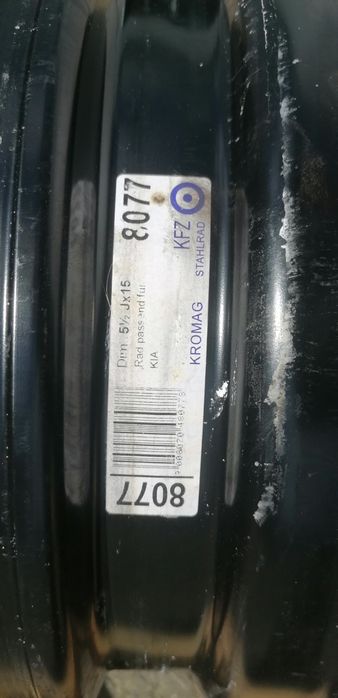 8077
Dim.: 5½ Jx15
Rad passend für:
KIA
KFZ
STAHLRAD
KROMAG
8077